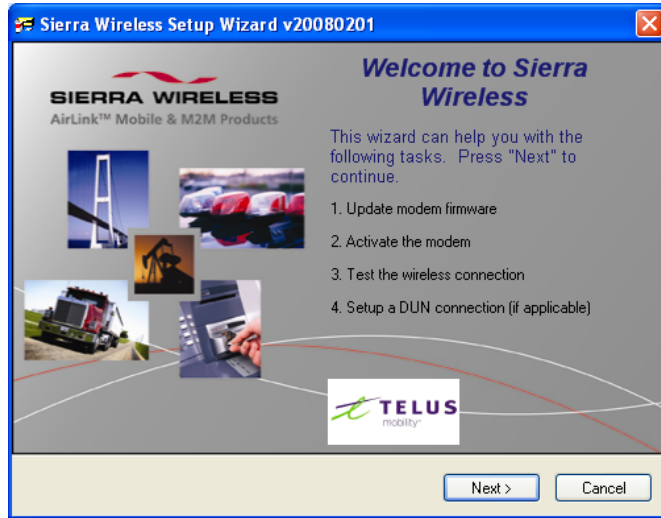 Sierra Wireless Setup Wizard v20080201
SIERRA WIRELESS
AirLink™ Mobile & M2M Products
Welcome to Sierra
Wireless
This wizard can help you with the
following tasks. Press "Next" to
continue.
1. Update modem firmware
2. Activate the modem
3. Test the wireless connection
4. Setup a DUN connection (if applicable)
TELUS
mobility™
Next >
Cancel